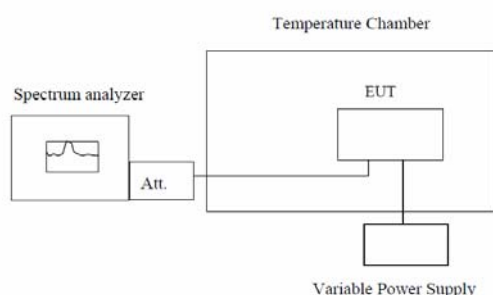 Temperature Chamber
Spectrum analyzer
EUT
Att.
Variable Power Supply